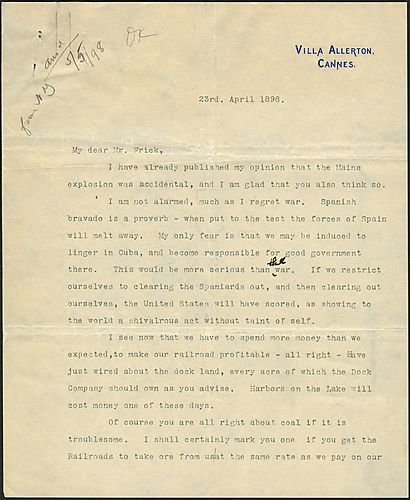 from NY
ans'd
5/5/98
OK
VILLA ALLERTON.
CANNES.
23rd. April 1898.
My dear Mr. Frick,
I have already published my opinion that the Maine
explosion was accidental, and I am glad that you also think so.
I am not alarmed, much as I regret war. Spanish
bravado is a proverb - when put to the test the forces of Spain
will melt away. My only fear is that we may be induced to
linger in Cuba, and become responsible for good government
there. This would be more serious than the war. If we restrict
ourselves to clearing the Spaniards out, and then clearing out
ourselves, the United States will have scored, as showing to
the world a chivalrous act without taint of self.
I see now that we have to spend more money than we
expected, to make our railroad profitable - all right - Have
just wired about the dock land, every acre of which the Dock
Company should own as you advise. Harbors on the Lake will
cost money one of these days.
Of course you are all right about coal if it is
troublesome. I shall certainly mark you one if you get the
Railroads to take ore from us at the same rate as we pay on our